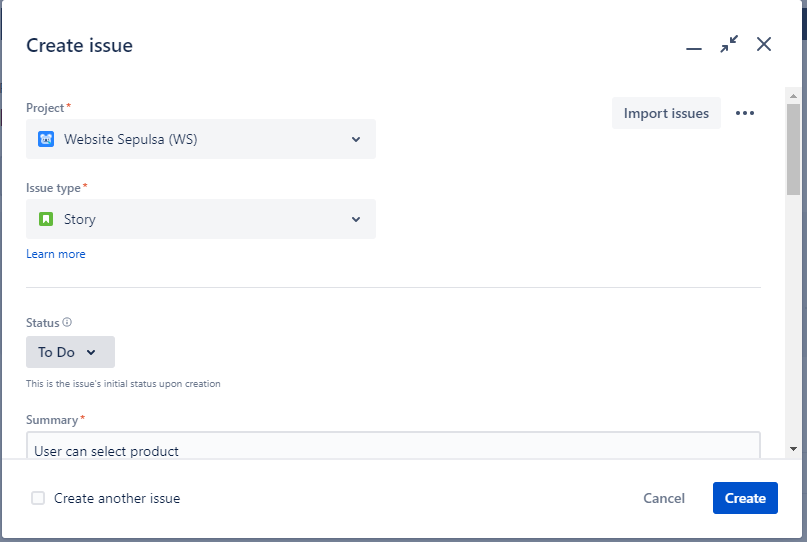 Create issue
Project*
Import issues
Website Sepulsa (WS)
Issue type*
Story
Learn more
Status
To Do
This is the issue's initial status upon creation
Summary*
User can select product
Create another issue
Cancel
Create